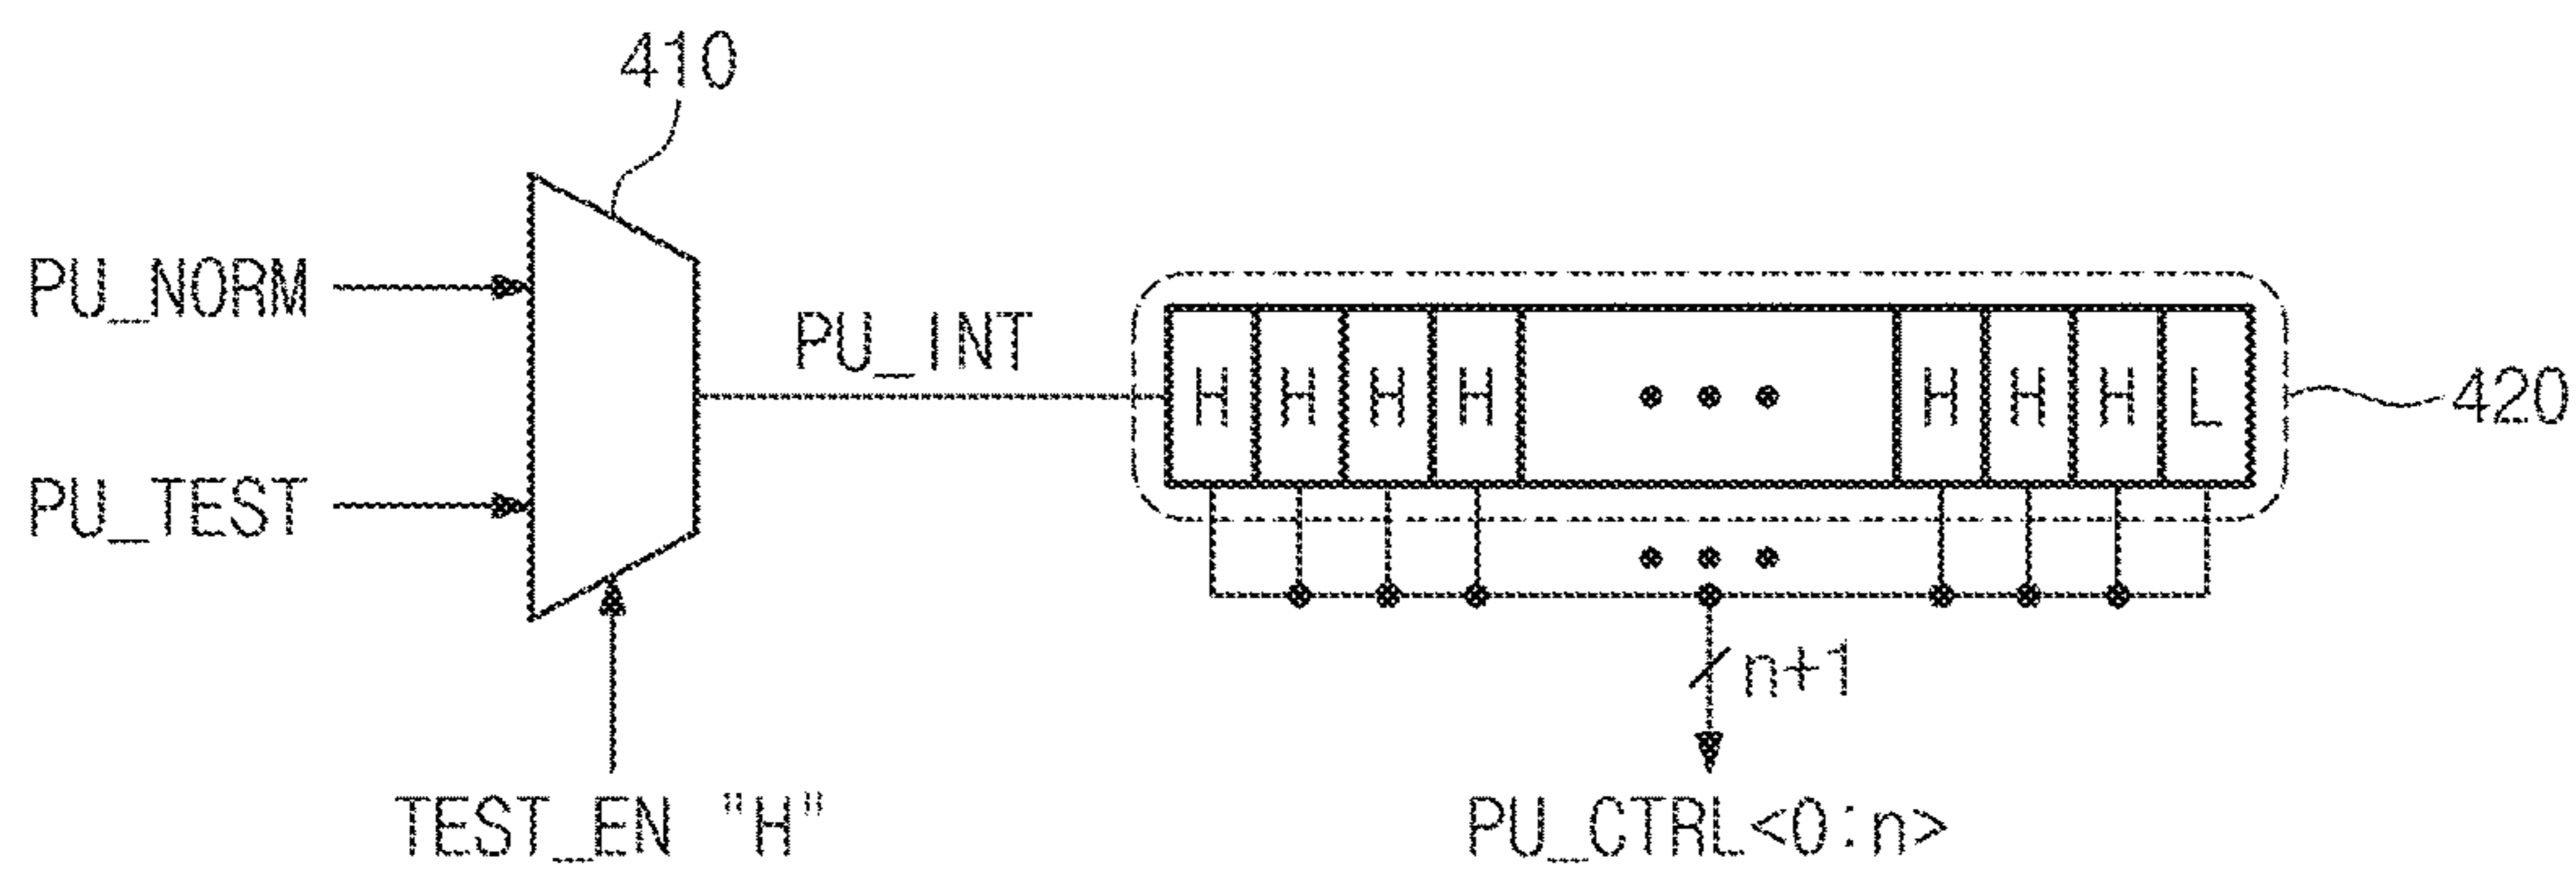 410
PU_NORM
PU_INT
H H H H H H H L
420
PU_TEST
n+1
TEST_EN "H"
PU_CTRL<0:n>